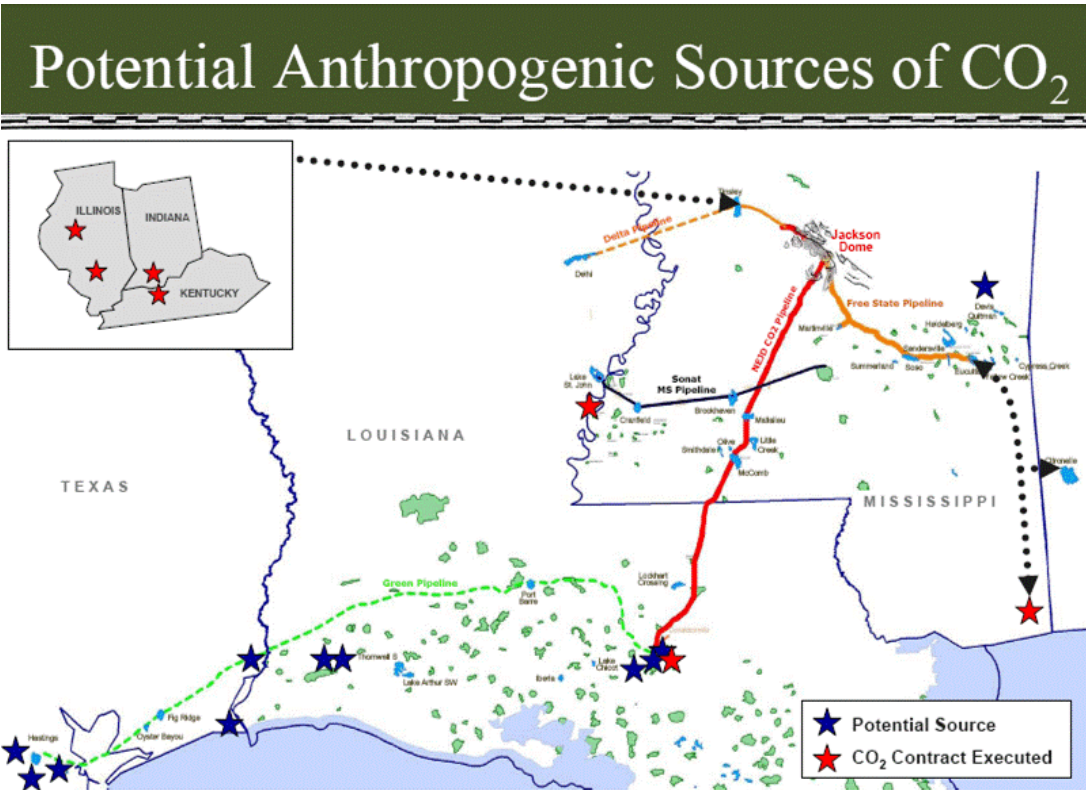 Potential Anthropogenic Sources of CO2
ILLINOIS
INDIANA
KENTUCKY
Tinsley
Delta Pipeline
Delhi
Jackson
Dome
Free State Pipeline
Davis
Quitman
Heidelberg
Martinville
Sandersville
Summerland
Soso
Eucutta
Cypress Creek
NEJD CO2 Pipeline
Lake
St. John
Sonat
MS Pipeline
Cranfield
Brookhaven
Mallalieu
Olive
Little
Creek
Smithdale
McComb
Citronelle
LOUISIANA
TEXAS
MISSISSIPPI
Green Pipeline
Port
Barre
Lockhart
Crossing
Thornwell S
Lake Arthur SW
Lake
Chicot
Iberia
Fig Ridge
Oyster Bayou
Hastings
Potential Source
CO2 Contract Executed